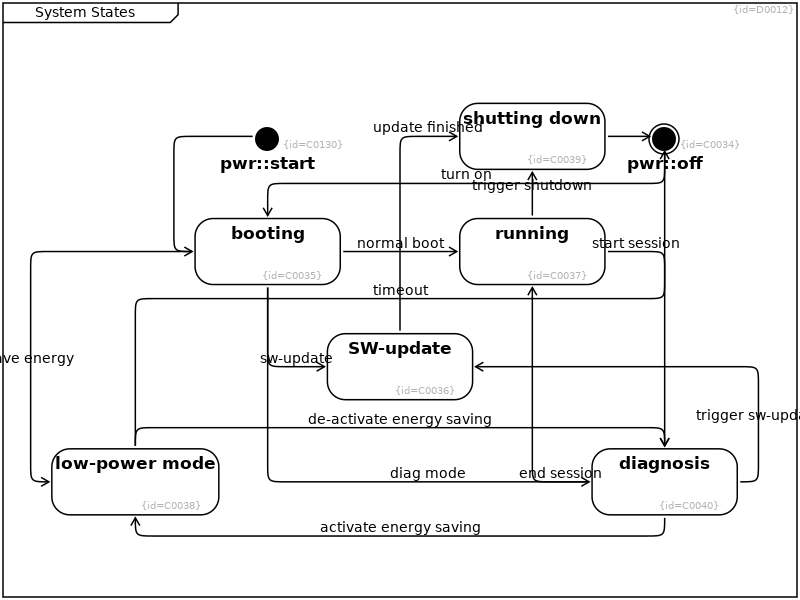 System States
{id=D0012}
update finished
shutting down
{id=C0130}
{id=C0039}
{id=C0034}
pwr::start
pwr::off
turn on
trigger shutdown
booting
running
normal boot
start session
{id=C0035}
{id=C0037}
timeout
SW-update
ve energy
sw-update
{id=C0036}
trigger sw-upd
de-activate energy saving
low-power mode
diagnosis
diag mode
end session
{id=C0038}
{id=C0040}
activate energy saving